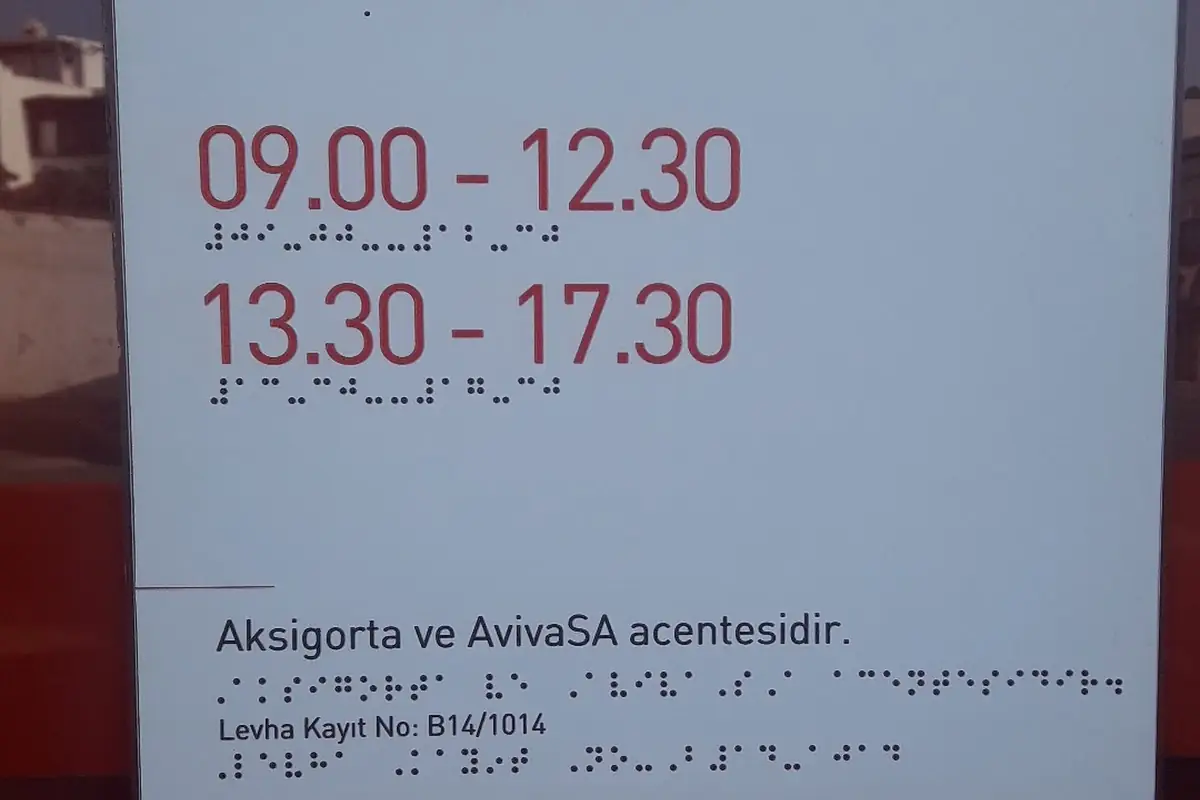 09.00 - 12.30
13.30 - 17.30
Aksigorta ve AvivaSA acentesidir.
Levha Kayıt No: B14/1014